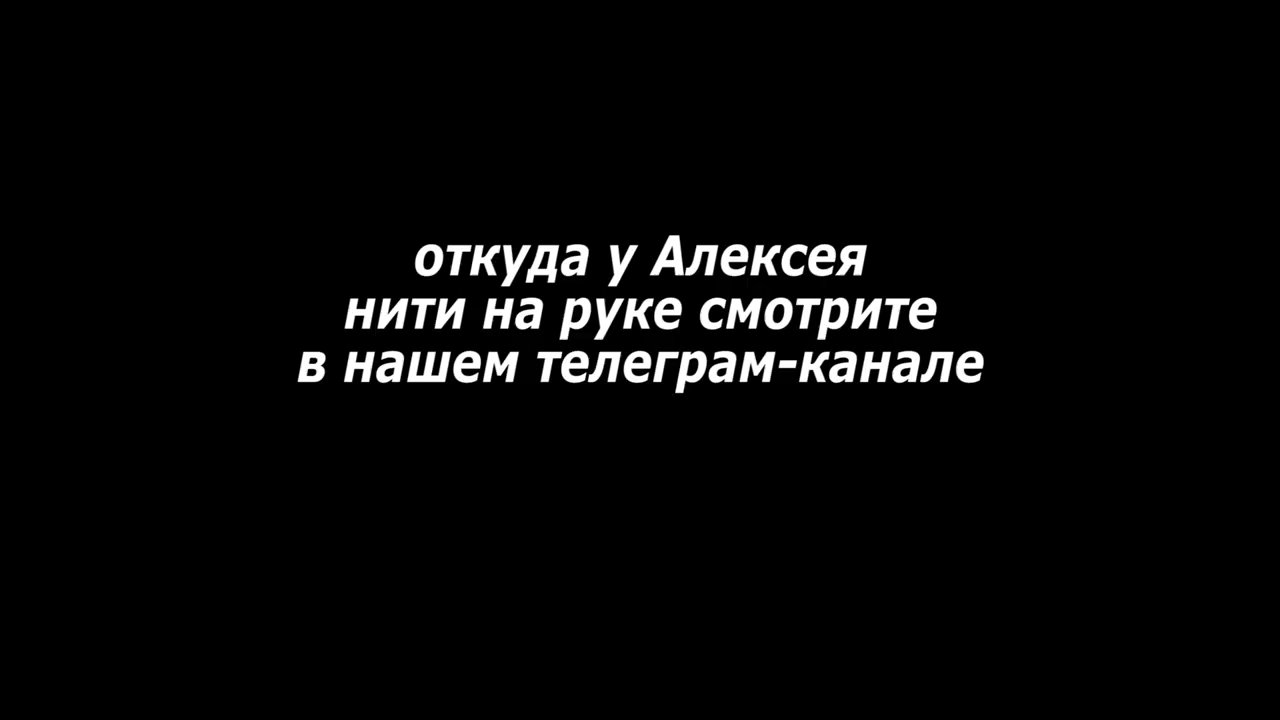 откуда у Алексея
нити на руке смотрите
в нашем телеграм-канале